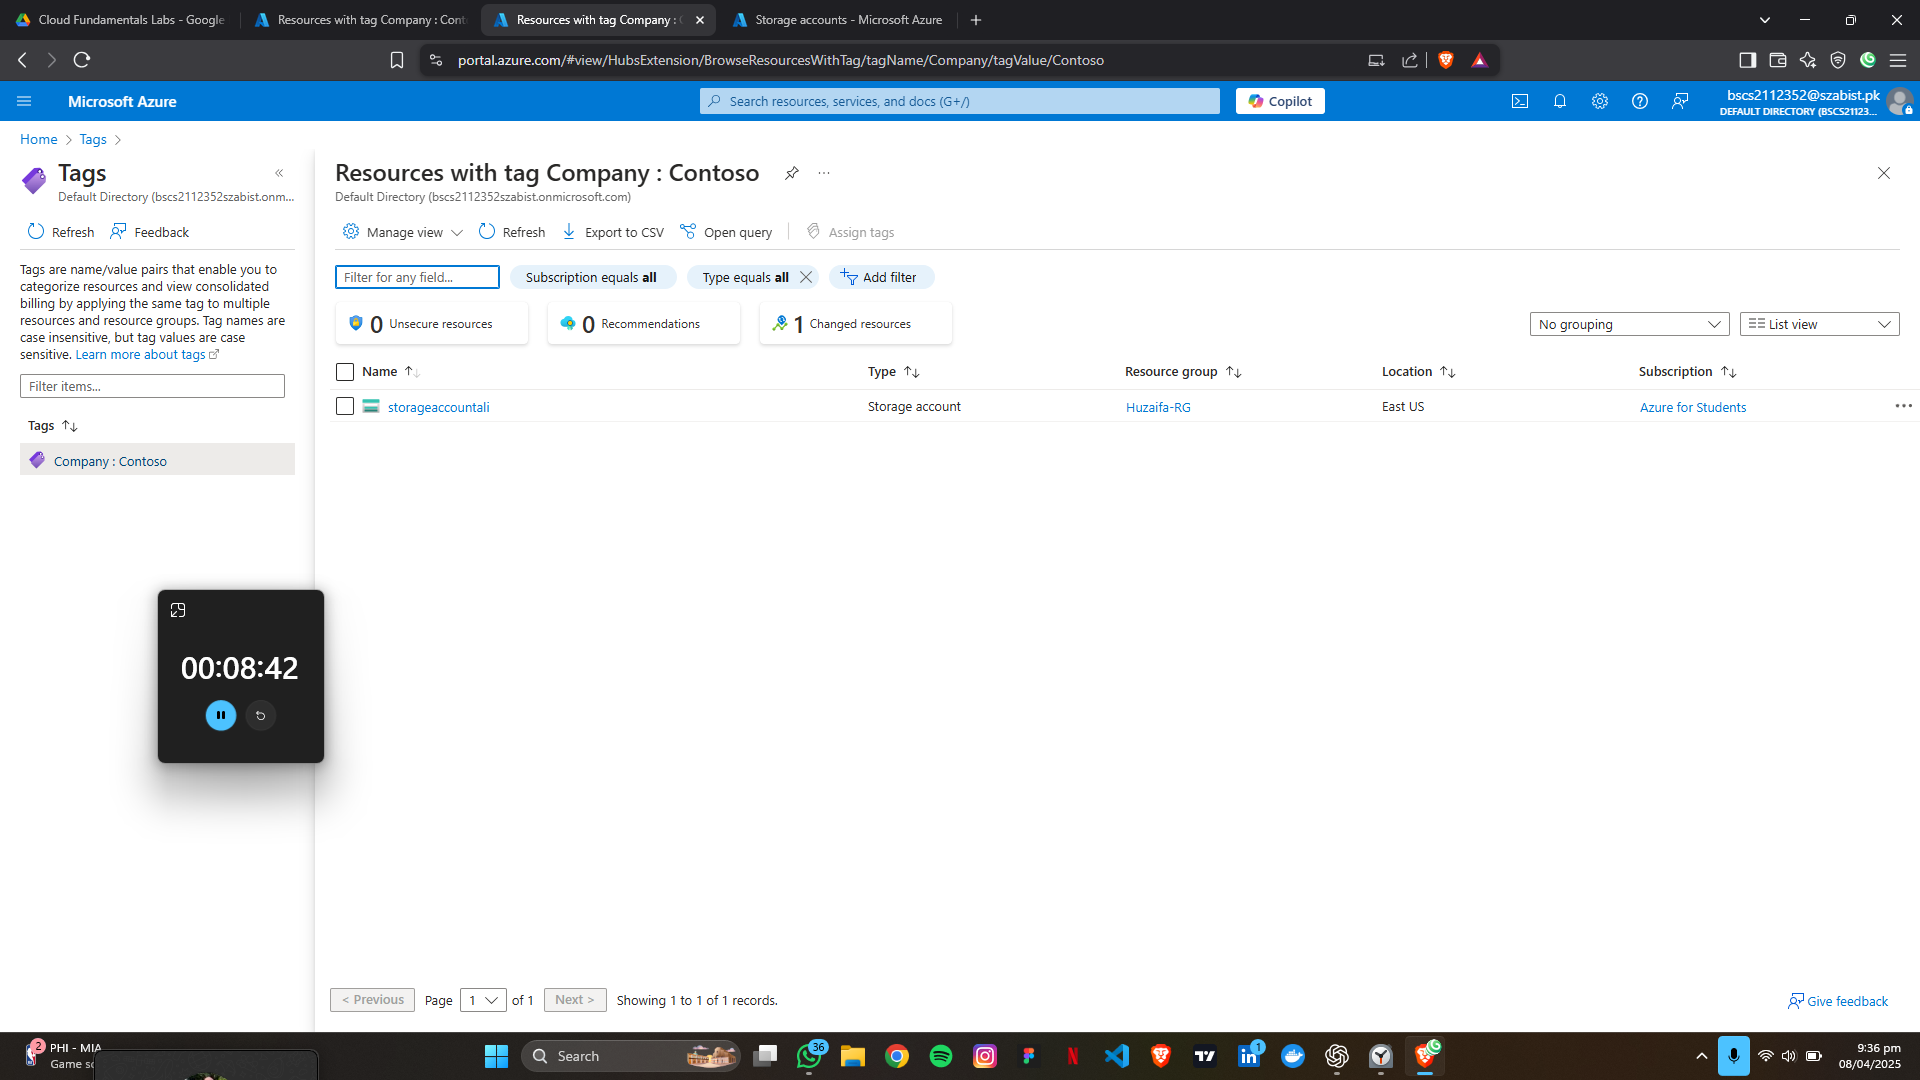 Cloud Fundamentals Labs - Google
Resources with tag Company : Cont
Resources with tag Company : C
Storage accounts - Microsoft Azure
portal.azure.com/#view/HubsExtension/BrowseResourcesWithTag/tagName/Company/tagValue/Contoso
Microsoft Azure
Search resources, services, and docs (G+/)
Copilot
bscs2112352@szabist.pk
DEFAULT DIRECTORY (BSCS21123...
Home
Tags
Tags
Default Directory (bscs2112352szabist.onm...
Refresh
Feedback
Tags are name/value pairs that enable you to
categorize resources and view consolidated
billing by applying the same tag to multiple
resources and resource groups. Tag names are
case insensitive, but tag values are case
sensitive. Learn more about tags
Filter items...
Tags
Company : Contoso
Resources with tag Company : Contoso
Default Directory (bscs2112352szabist.onmicrosoft.com)
Manage view
Refresh
Export to CSV
Open query
Assign tags
Filter for any field...
Subscription equals all
Type equals all
Add filter
0 Unsecure resources
0 Recommendations
1 Changed resources
No grouping
List view
Name
Type
Resource group
Location
Subscription
storageaccountali
Storage account
Huzaifa-RG
East US
Azure for Students
00:08:42
< Previous
Page
1
of 1
Next >
Showing 1 to 1 of 1 records.
Give feedback
2
PHI - MIA
Game sc
Search
36
1
9:36 pm
08/04/2025